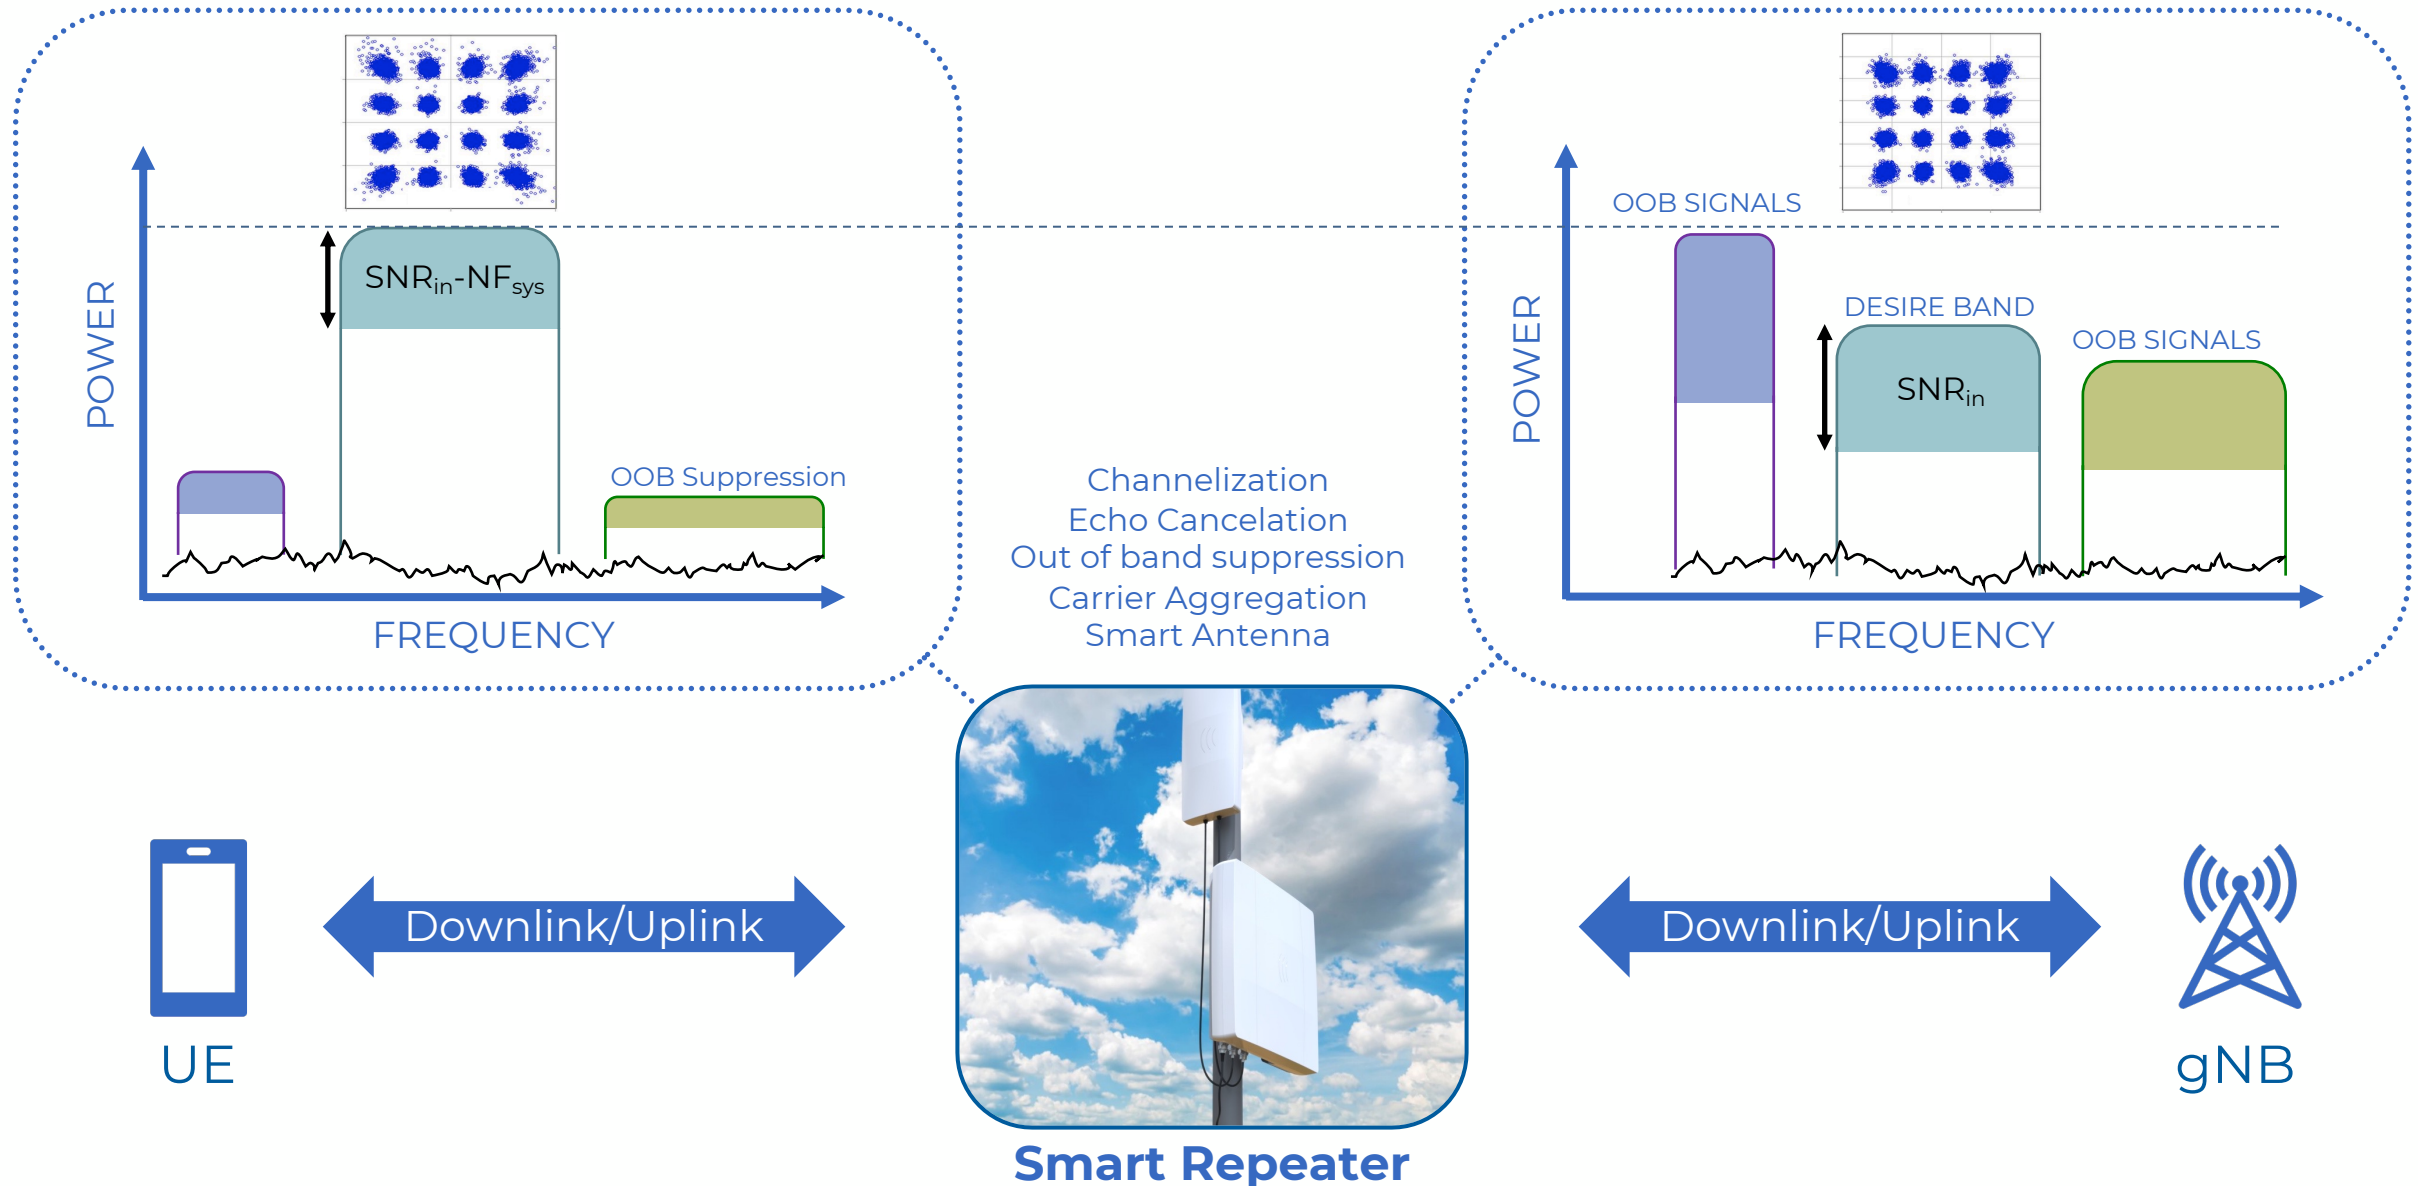 POWER
SNRin-NFsys
OOB Suppression
FREQUENCY
Channelization
Echo Cancelation
Out of band suppression
Carrier Aggregation
Smart Antenna
OOB SIGNALS
DESIRE BAND
OOB SIGNALS
POWER
SNRin
FREQUENCY
Downlink/Uplink
Downlink/Uplink
UE
gNB
Smart Repeater